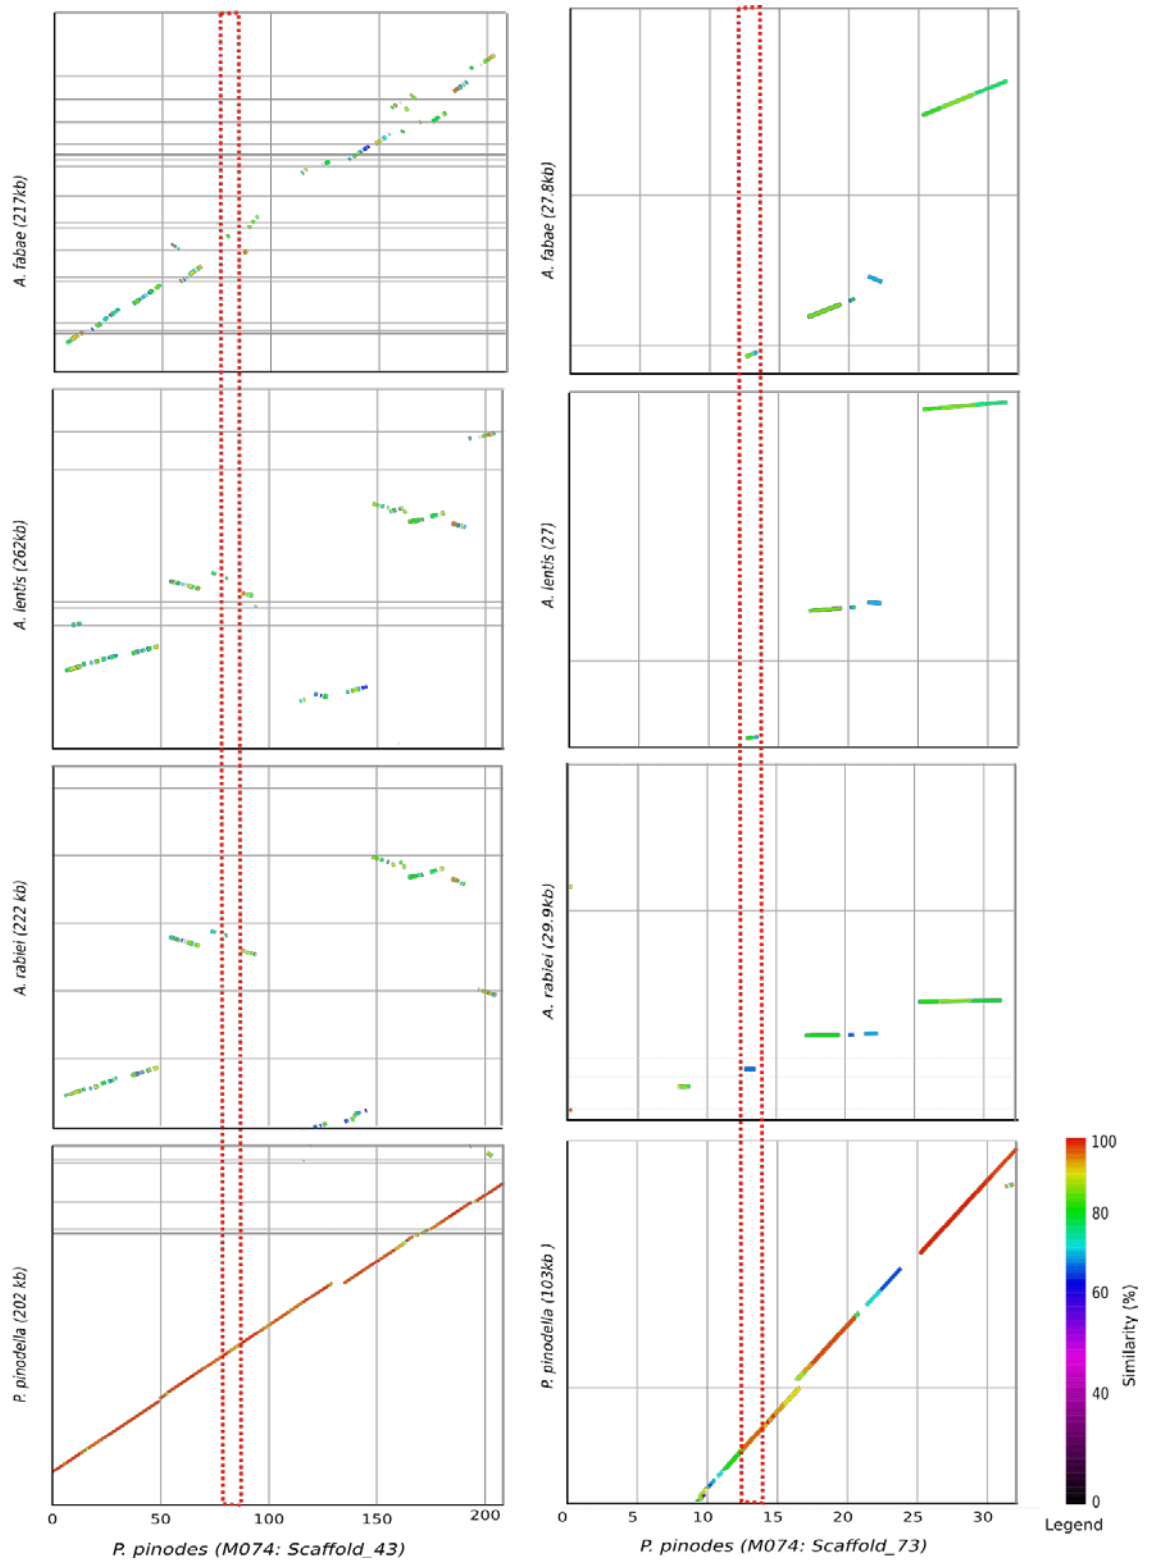 A. fabae (217kb)
A. fabae (27.8kb)
A. lentis (262kb)
A. lentis (27)
A. rabiei (222 kb)
A. rabiei (29.9kb)
P. pinodella (202 kb)
P. pinodella (103kb )
100
80
60
40
0
Similarity (%)
Legend
0 50 100 150 200
0 5 10 15 20 25 30
P. pinodes (M074: Scaffold_43)
P. pinodes (M074: Scaffold_73)